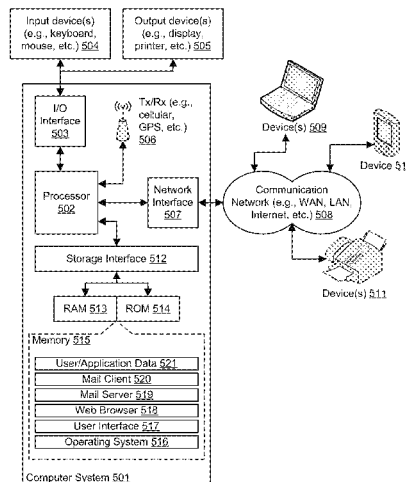 Input device(s)
(e.g., keyboard,
mouse, etc.) 504
Output device(s)
(e.g., display,
printer, etc.) 505
I/O
Interface
503
Tx/Rx (e.g.,
cellular,
GPS, etc.)
506
Processor
502
Network
Interface
507
Device(s) 509
Device 51
Communication
Network (e.g., WAN, LAN,
Internet, etc.) 508
Device(s) 511
Storage Interface 512
RAM 513
ROM 514
Memory 515
User/Application Data 521
Mail Client 520
Mail Server 519
Web Browser 518
User Interface 517
Operating System 516
Computer System 501